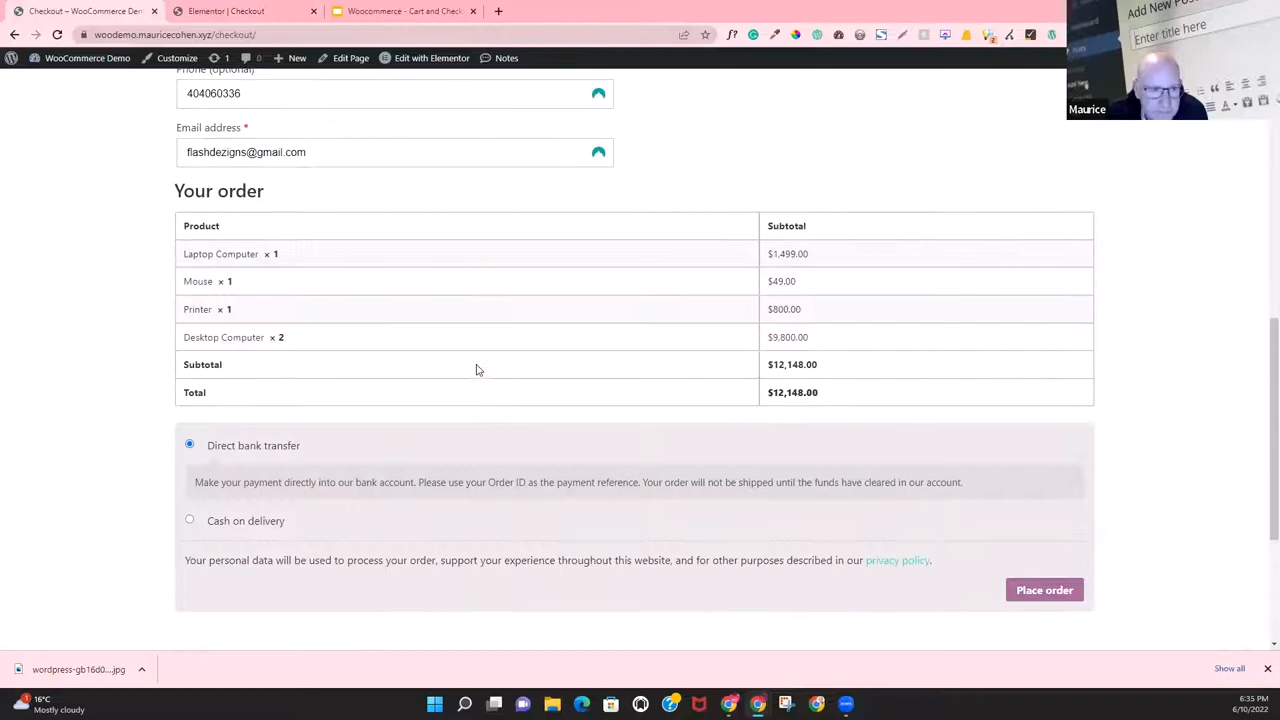 Checkout – WooCommerce Den
Elementor | Checkout
Woocommerce - Cart and Check
woodemo.mauricecohen.xyz/checkout/
WooCommerce Demo
Customize
1
0
New
Edit Page
Edit with Elementor
Notes
Add New Pos
Enter title here
Maurice
Phone (optional)
404060336
Email address *
flashdezigns@gmail.com
Your order
Product Subtotal
Laptop Computer × 1 $1,499.00
Mouse × 1 $49.00
Printer × 1 $800.00
Desktop Computer × 2 $9,800.00
Subtotal $12,148.00
Total $12,148.00
Direct bank transfer
Make your payment directly into our bank account. Please use your Order ID as the payment reference. Your order will not be shipped until the funds have cleared in our account.
Cash on delivery
Your personal data will be used to process your order, support your experience throughout this website, and for other purposes described in our privacy policy.
Place order
wordpress-gb16d0....jpg
Show all
16°C
Mostly cloudy
6:35 PM
6/10/2022